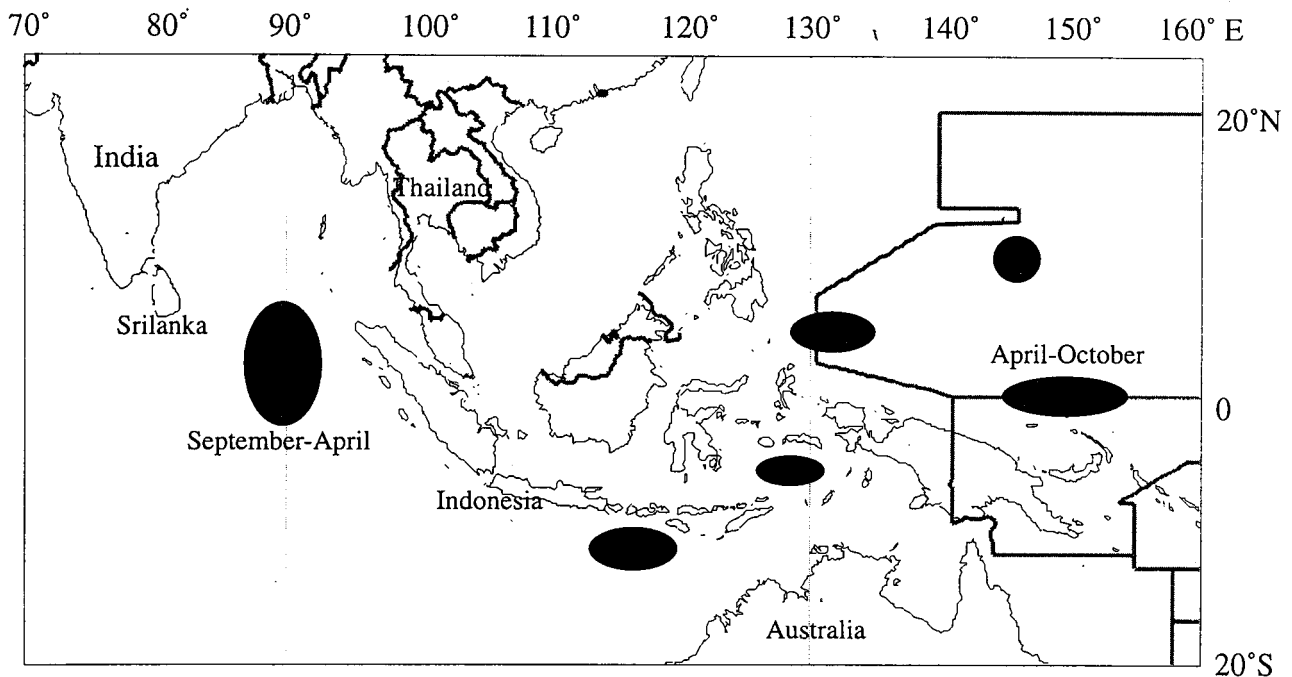 70° 80° 90° 100° 110° 120° 130° 140° 150° 160° E
20°N
India
Thailand
Srilanka
April-October
0
September-April
Indonesia
Australia
20°S